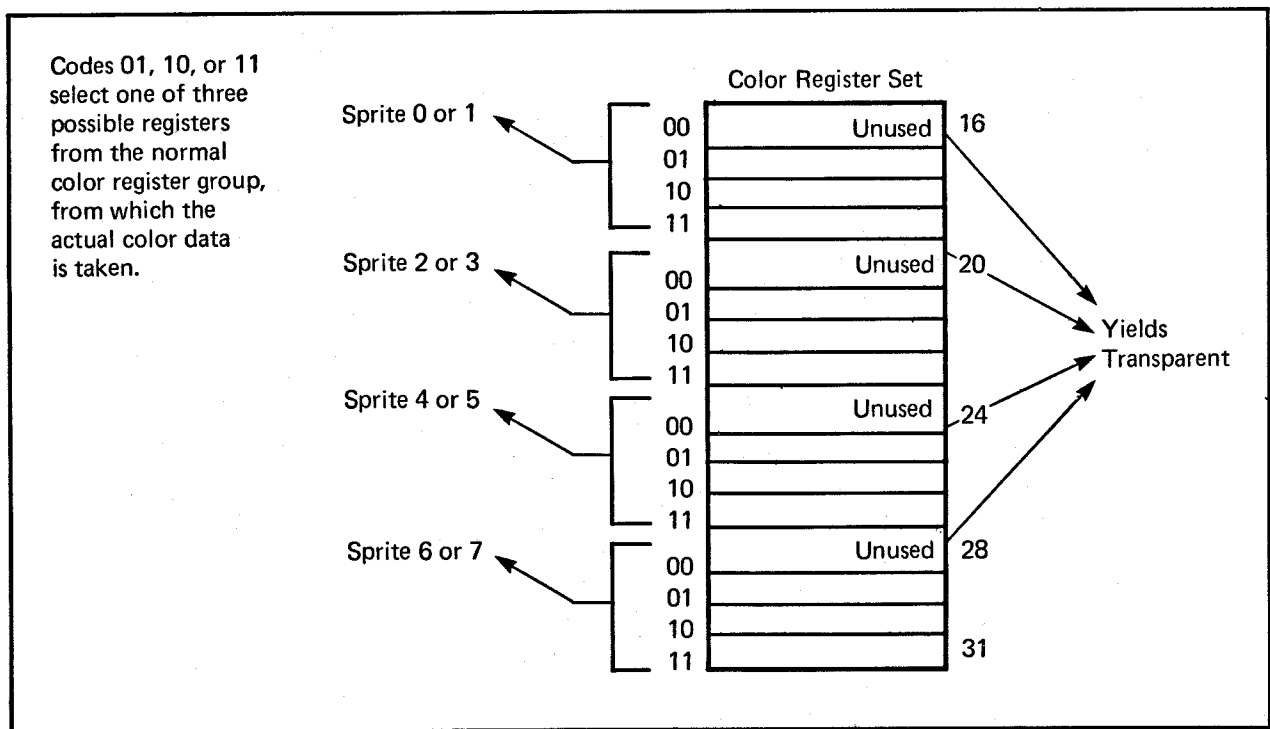 Codes 01, 10, or 11
select one of three
possible registers
from the normal
color register group,
from which the
actual color data
is taken.
Color Register Set
Sprite 0 or 1
00
Unused
16
01
10
11
Sprite 2 or 3
00
Unused
20
01
10
11
Yields
Transparent
Sprite 4 or 5
00
Unused
24
01
10
11
Sprite 6 or 7
00
Unused
28
01
10
11
31